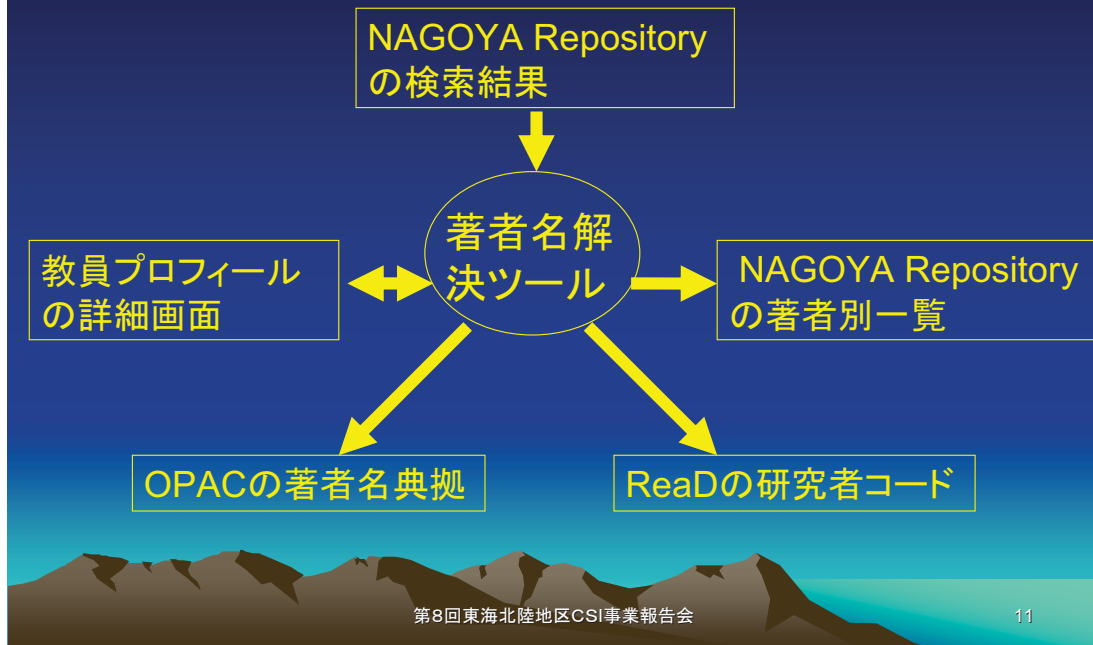 NAGOYA Repository
の検索結果
著者名解
決ツール
教員プロフィール
の詳細画面
NAGOYA Repository
の著者別一覧
OPACの著者名典拠
ReaDの研究者コード
第8回東海北陸地区CSI事業報告会
11